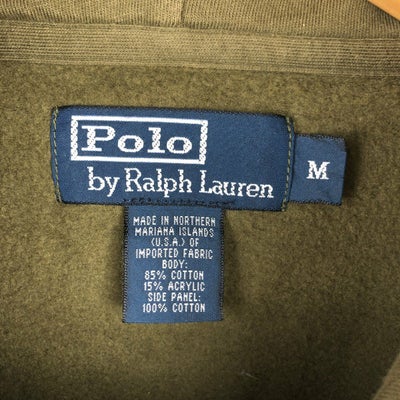 Polo
by Ralph Lauren
M
MADE IN NORTHERN
MARIANA ISLANDS
(U.S.A.) OF
IMPORTED FABRIC
BODY:
85% COTTON
15% ACRYLIC
SIDE PANEL:
100% COTTON